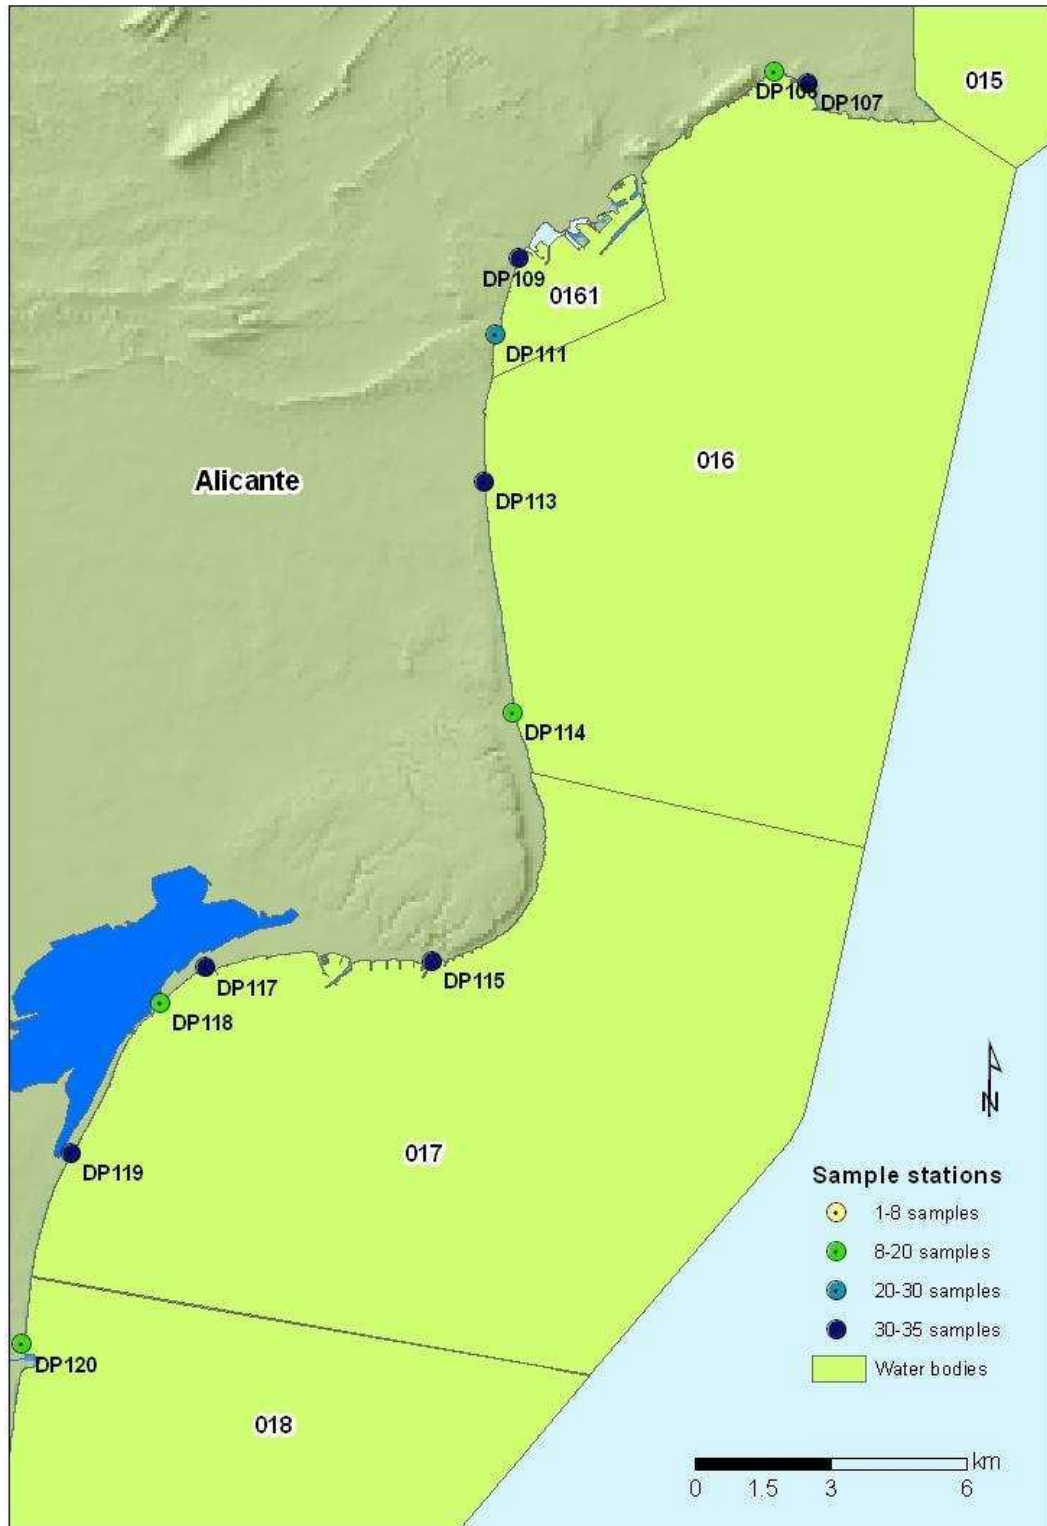 015
DP106
DP107
DP109
0161
DP111
016
Alicante
DP113
DP114
DP117
DP115
DP118
017
DP119
N
Sample stations
1-8 samples
8-20 samples
20-30 samples
30-35 samples
Water bodies
DP120
018
km
0 1.5 3 6